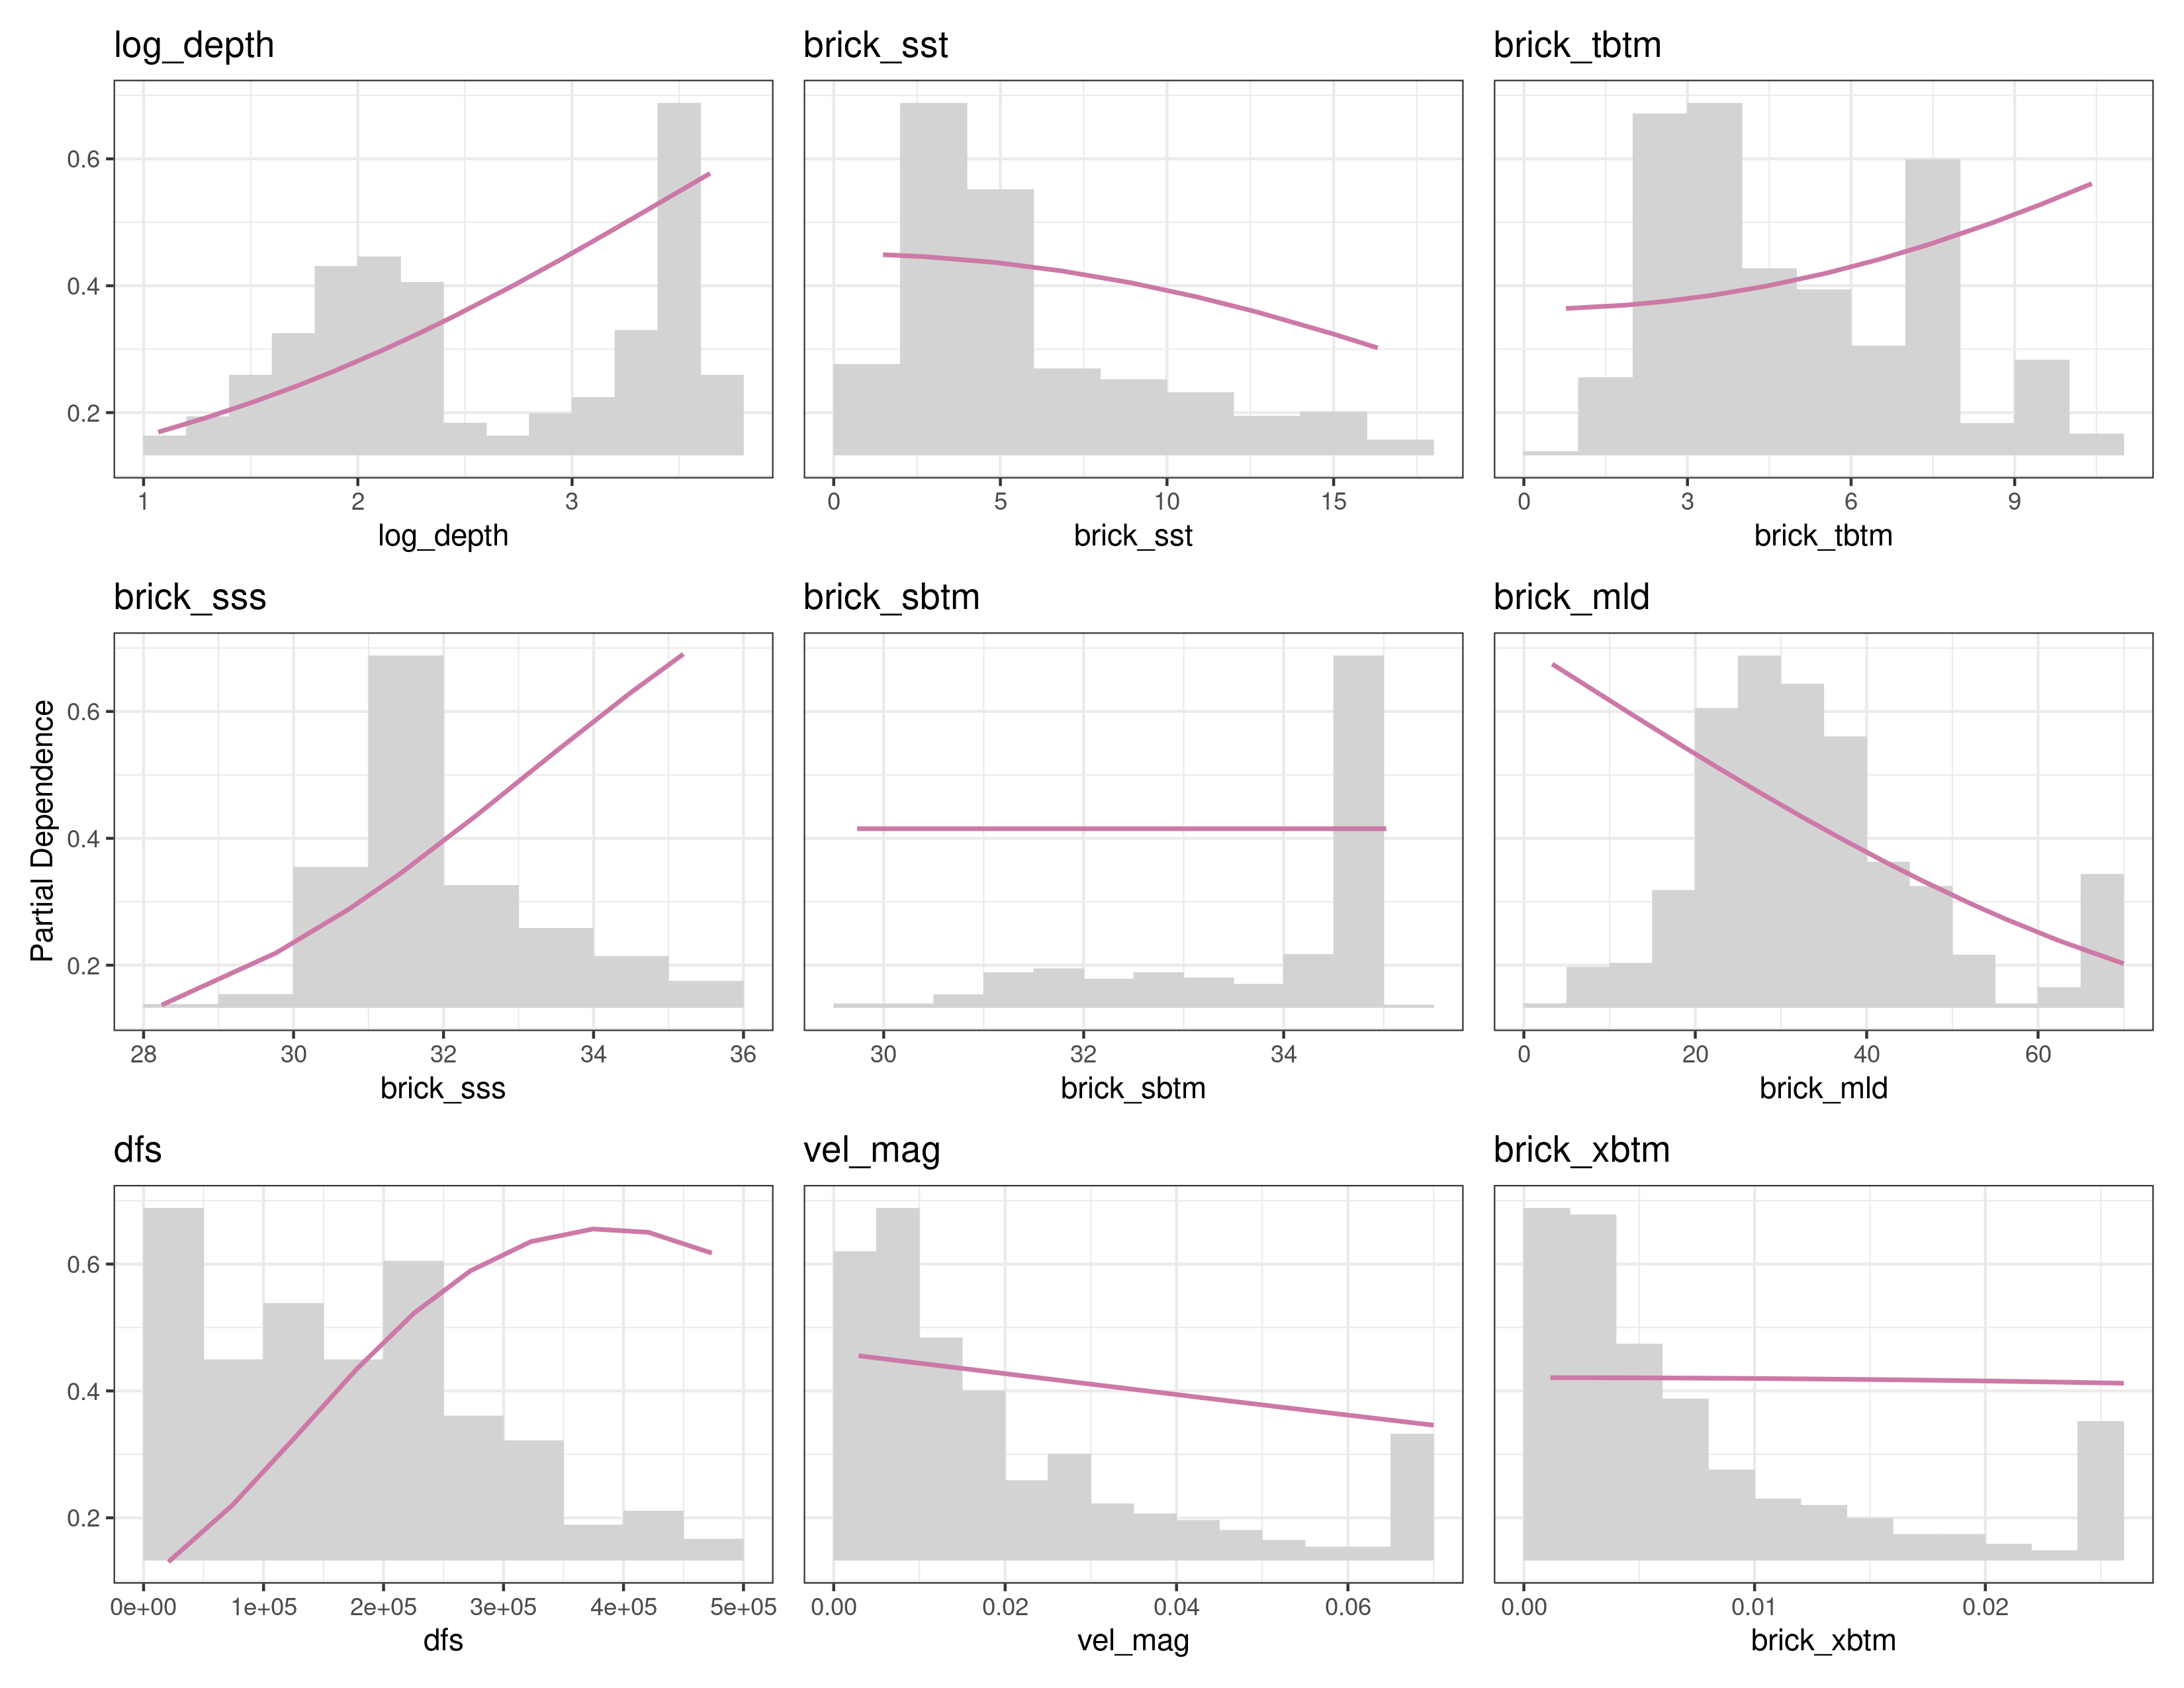 log_depth brick_sst brick_tbtm
0.6
0.4
0.2
1 2 3 0 5 10 15 0 3 6 9
log_depth brick_sst brick_tbtm
brick_sss brick_sbtm brick_mld
Partial Dependence
0.6
0.4
0.2
28 30 32 34 36 30 32 34 0 20 40 60
brick_sss brick_sbtm brick_mld
dfs vel_mag brick_xbtm
0.6
0.4
0.2
0e+00 1e+05 2e+05 3e+05 4e+05 5e+05 0.00 0.02 0.04 0.06 0.00 0.01 0.02
dfs vel_mag brick_xbtm